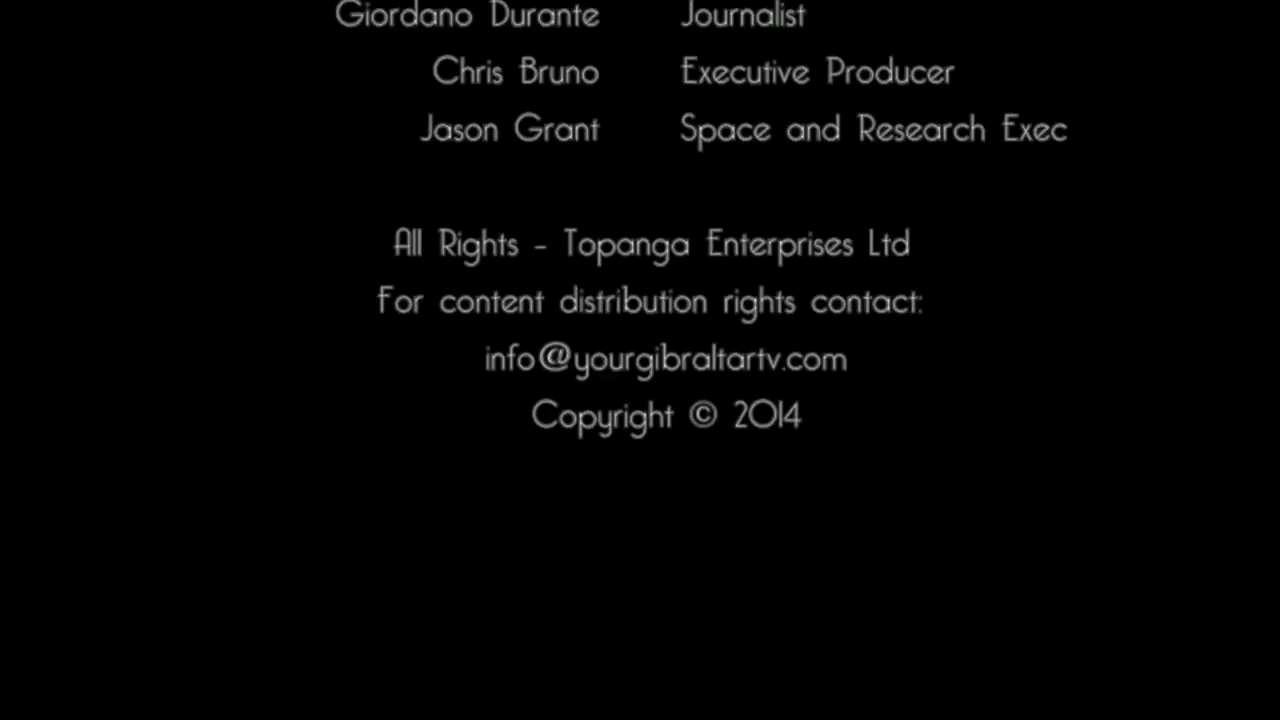 Giordano Durante Journalist
Chris Bruno Executive Producer
Jason Grant Space and Research Exec
All Rights - Topanga Enterprises Ltd
For content distribution rights contact:
info@yourgibraltartv.com
Copyright © 2014